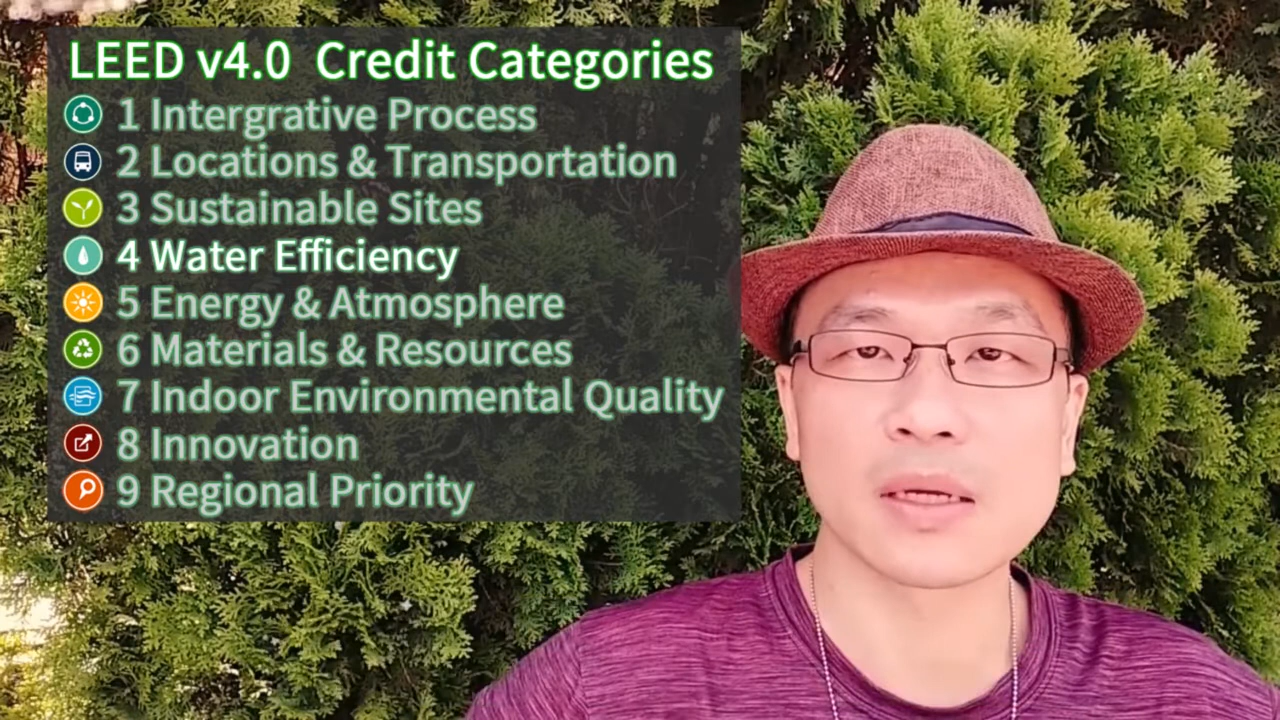 LEED v4.0 Credit Categories
1 Intergrative Process
2 Locations & Transportation
3 Sustainable Sites
4 Water Efficiency
5 Energy & Atmosphere
6 Materials & Resources
7 Indoor Environmental Quality
8 Innovation
9 Regional Priority